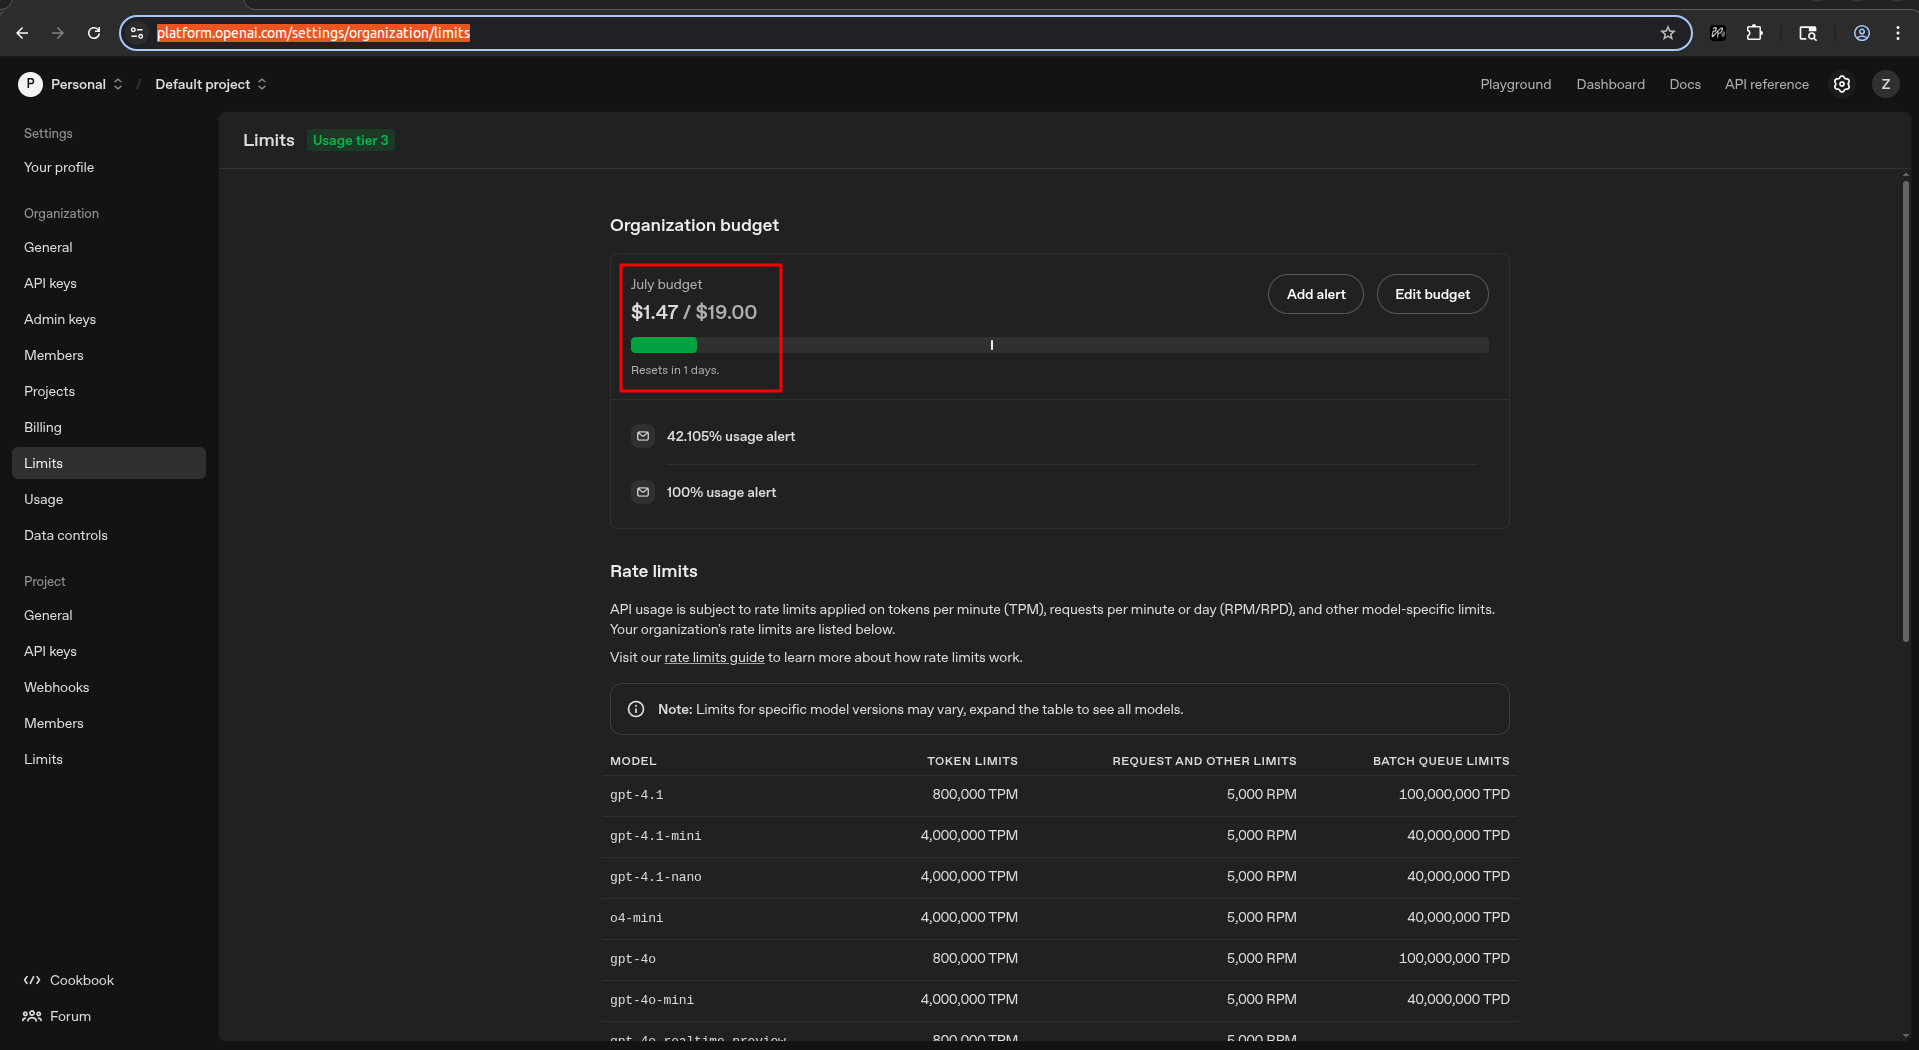 platform.openai.com/settings/organization/limits
P Personal / Default project
Playground Dashboard Docs API reference Z
Settings
Your profile
Organization
General
API keys
Admin keys
Members
Projects
Billing
Limits
Usage
Data controls
Project
General
API keys
Webhooks
Members
Limits
Cookbook
Forum
Limits Usage tier 3
Organization budget
July budget
$1.47 / $19.00
Resets in 1 days.
Add alert Edit budget
42.105% usage alert
100% usage alert
Rate limits
API usage is subject to rate limits applied on tokens per minute (TPM), requests per minute or day (RPM/RPD), and other model-specific limits.
Your organization's rate limits are listed below.
Visit our rate limits guide to learn more about how rate limits work.
Note: Limits for specific model versions may vary, expand the table to see all models.
MODEL TOKEN LIMITS REQUEST AND OTHER LIMITS BATCH QUEUE LIMITS
gpt-4.1 800,000 TPM 5,000 RPM 100,000,000 TPD
gpt-4.1-mini 4,000,000 TPM 5,000 RPM 40,000,000 TPD
gpt-4.1-nano 4,000,000 TPM 5,000 RPM 40,000,000 TPD
o4-mini 4,000,000 TPM 5,000 RPM 40,000,000 TPD
gpt-4o 800,000 TPM 5,000 RPM 100,000,000 TPD
gpt-4o-mini 4,000,000 TPM 5,000 RPM 40,000,000 TPD
gpt-4o-realtime-preview 800,000 TPM 5,000 RPM